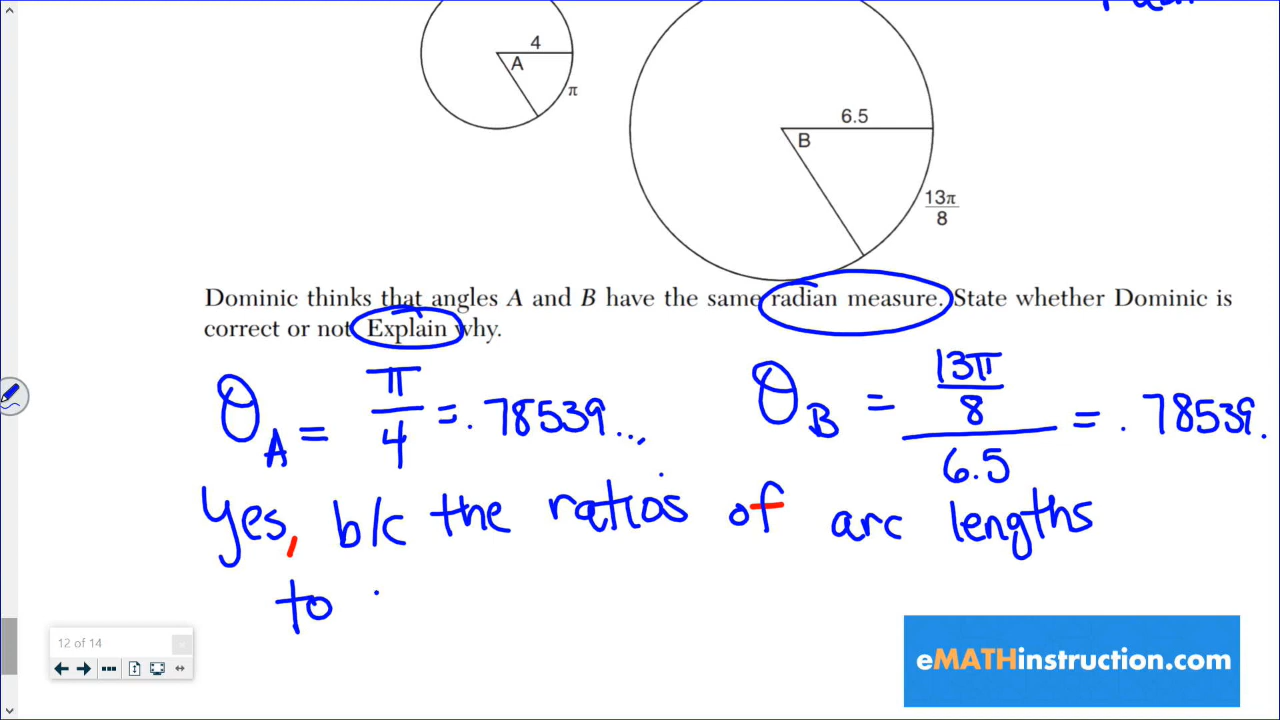 4
A
π
6.5
B
13π
8
Dominic thinks that angles A and B have the same radian measure. State whether Dominic is
correct or not. Explain why.
θA = π/4 = .78539... θB = 13π/8 / 6.5 = .78539.
Yes, b/c the ratios of arc lengths
to
12 of 14
eMATHinstruction.com